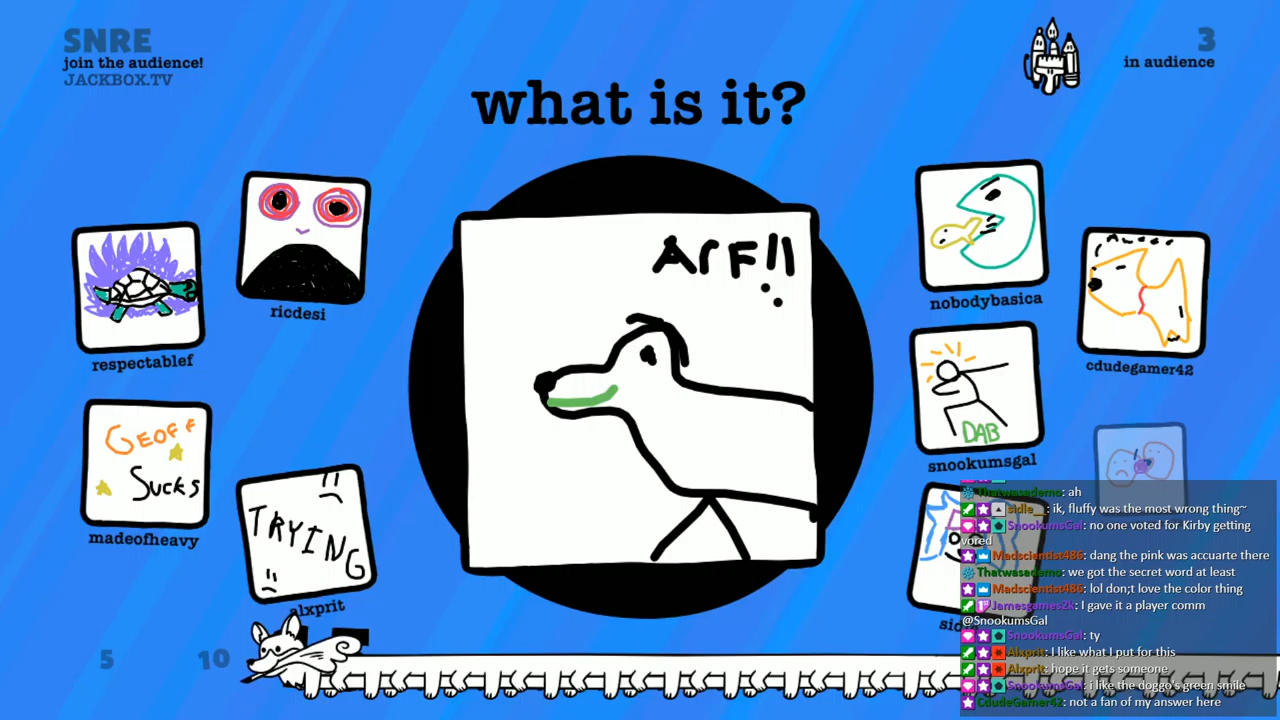 SNRE
join the audience!
JACKBOX.TV
3
in audience
what is it?
Arf!!
respectablef
ricdesi
GEOFF
SUCKS
madeofheavy
TRYING
alxprit
nobodybasica
cdudegamer42
DAB
snookumsgal
5
10
Thatwasademo: ah
sidle__: ik, fluffy was the most wrong thing~
SnookumsGal: no one voted for Kirby getting
vored
Madscientist486: dang the pink was accuarte there
Thatwasademo: we got the secret word at least
Madscientist486: lol don;t love the color thing
Jamesgames2k: I gave it a player comm
@SnookumsGal
SnookumsGal: ty
Alxprit: I like what I put for this
Alxprit: hope it gets someone
SnookumsGal: i like the doggo's green smile
CdudeGamer42: not a fan of my answer here